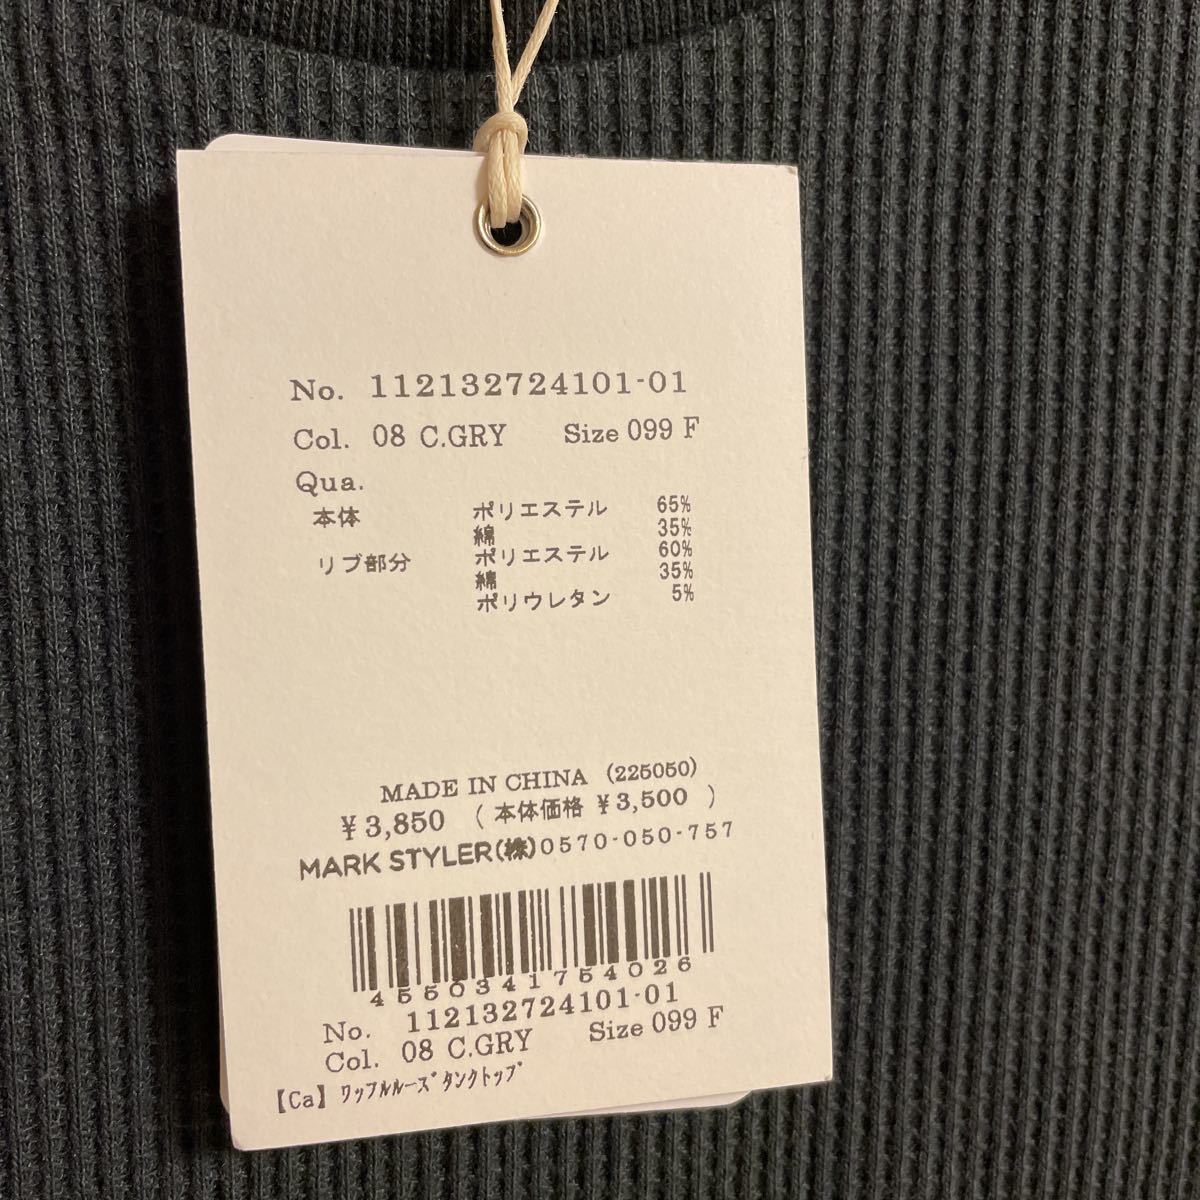 No. 112132724101-01
Col. 08 C.GRY Size 099 F
Qua.
本体 ポリエステル 65%
綿 35%
リブ部分 ポリエステル 60%
綿 35%
ポリウレタン 5%
MADE IN CHINA (225050)
¥3,850 (本体価格 ¥3,500 )
MARK STYLER(株)0570-050-757
4550341754026
No. 112132724101-01
Col. 08 C.GRY Size 099 F
【Ca】ワッフルルーズタンクトップ